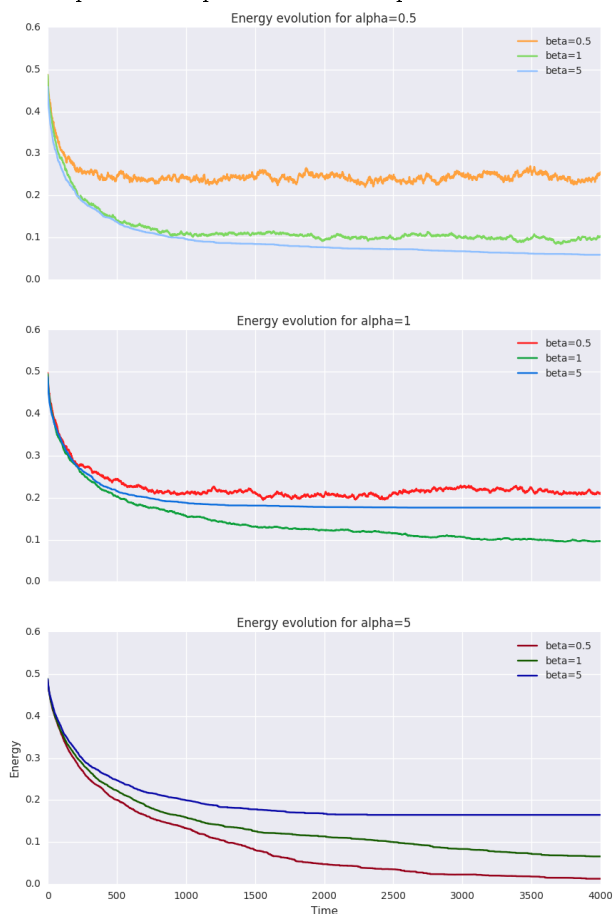 Energy evolution for alpha=0.5
0.6
0.5
0.4
0.3
0.2
0.1
0.0
beta=0.5
beta=1
beta=5
Energy evolution for alpha=1
0.6
0.5
0.4
0.3
0.2
0.1
0.0
beta=0.5
beta=1
beta=5
Energy evolution for alpha=5
0.6
0.5
0.4
0.3
0.2
0.1
0.0
Energy
beta=0.5
beta=1
beta=5
0
500
1000
1500
2000
2500
3000
3500
4000
Time